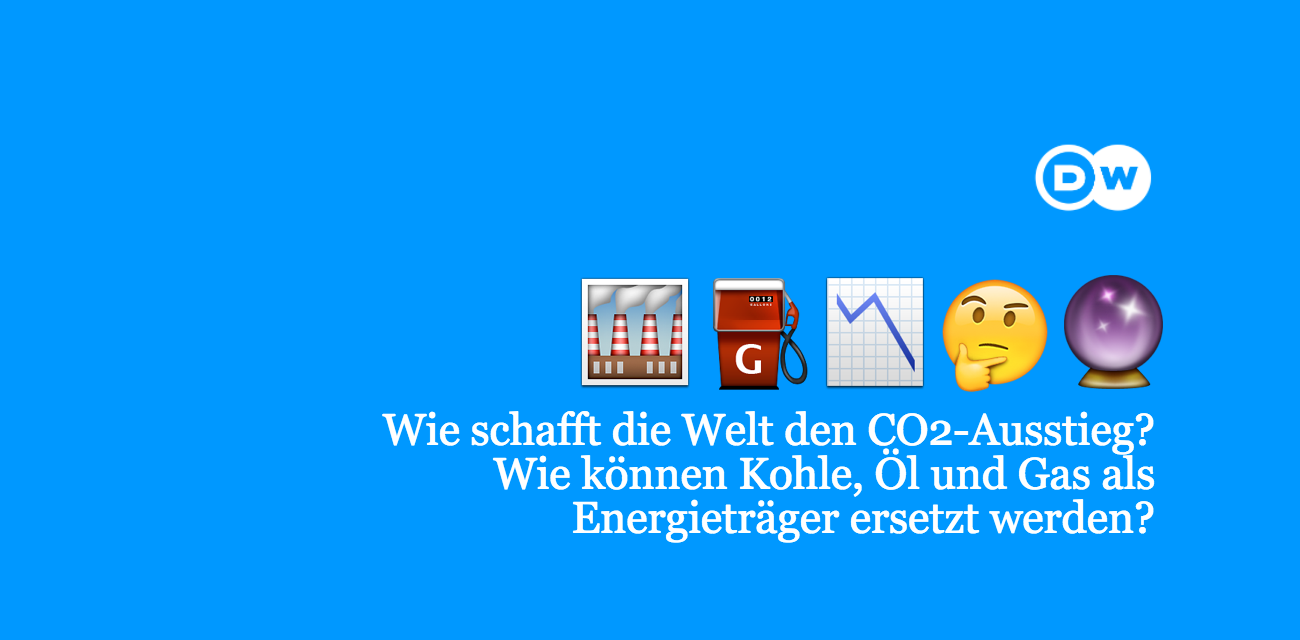 DW
0012
GALLONS
G
Wie schafft die Welt den CO2-Ausstieg?
Wie können Kohle, Öl und Gas als
Energieträger ersetzt werden?